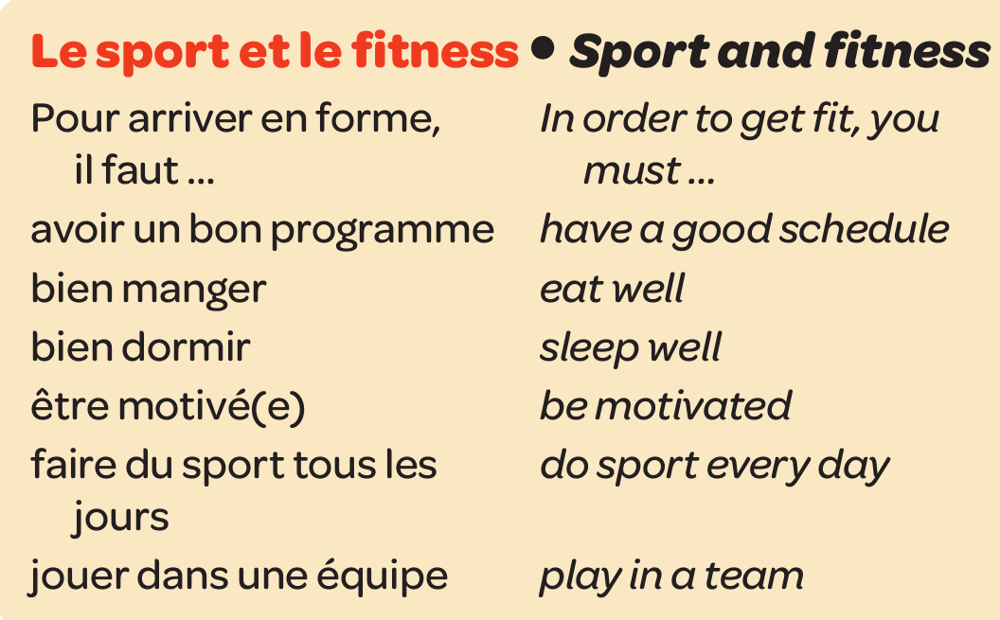 Le sport et le fitness • Sport and fitness
Pour arriver en forme, In order to get fit, you
il faut ... must ...
avoir un bon programme have a good schedule
bien manger eat well
bien dormir sleep well
être motivé(e) be motivated
faire du sport tous les do sport every day
jours
jouer dans une équipe play in a team